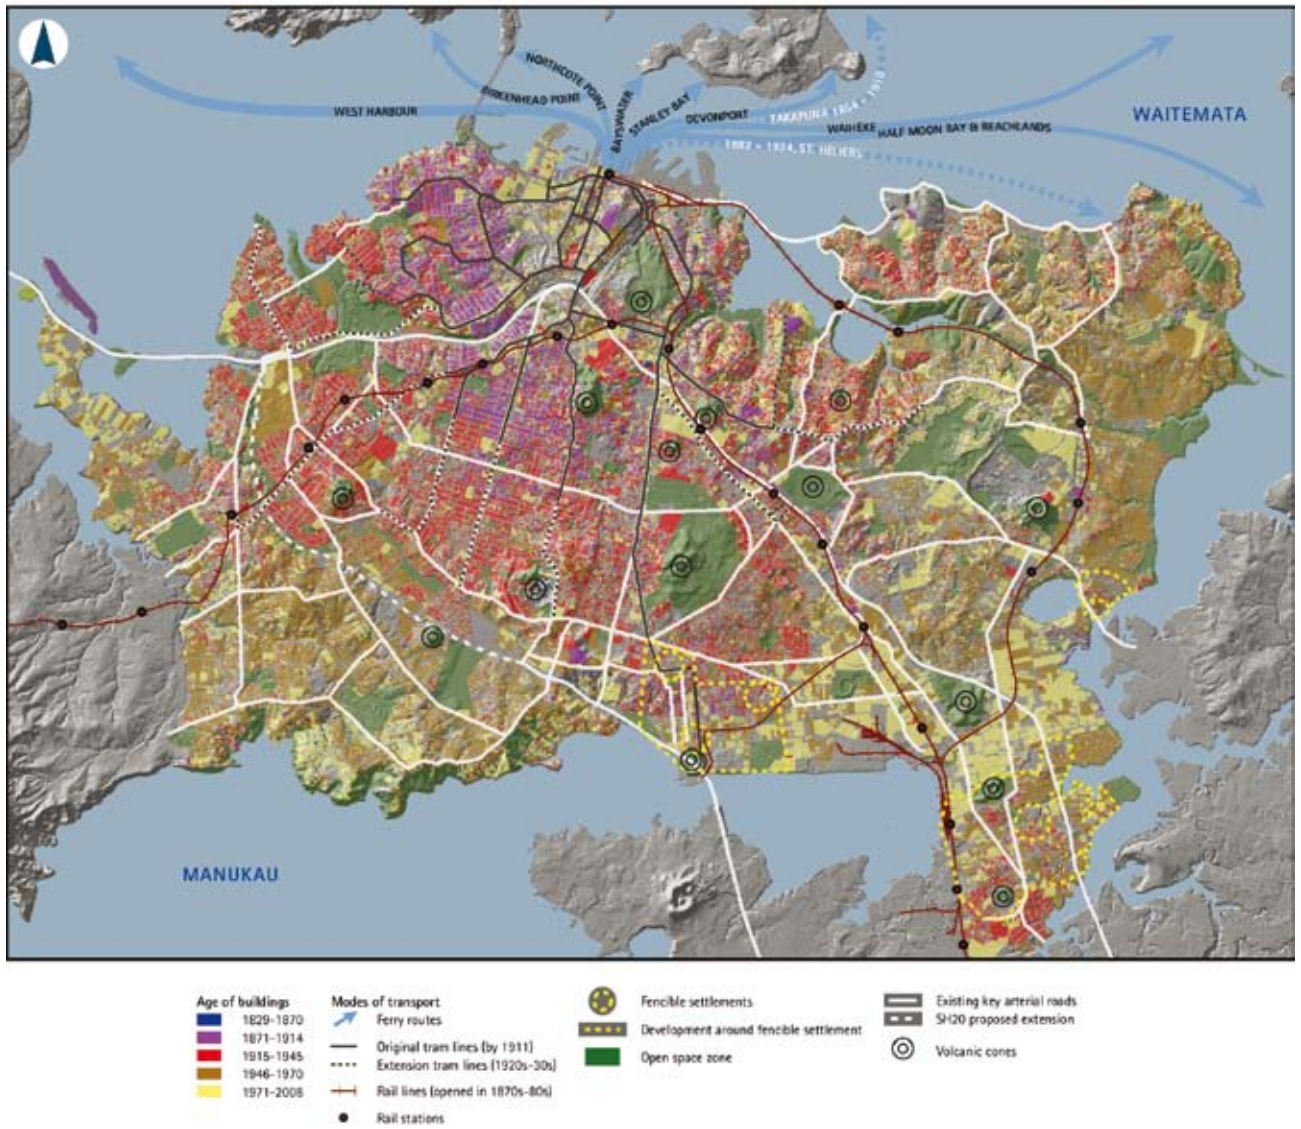 NORTHCOTE POINT
BIRKENHEAD POINT
WEST HARBOUR
BAYSWATER
STANLEY BAY
DEVONPORT
TAKAPUNA 1864 - 1910
WAIHEKE
HALF MOON BAY & BEACHLANDS
1882 - 1924, ST. HELIERS
WAITEMATA
MANUKAU
Age of buildings
1829-1870
1871-1914
1915-1945
1946-1970
1971-2008
Modes of transport
Ferry routes
Original tram lines (by 1911)
Extension tram lines (1920s-30s)
Rail lines (opened in 1870s-80s)
Rail stations
Fencible settlements
Development around fencible settlement
Open space zone
Existing key arterial roads
SH20 proposed extension
Volcanic cones